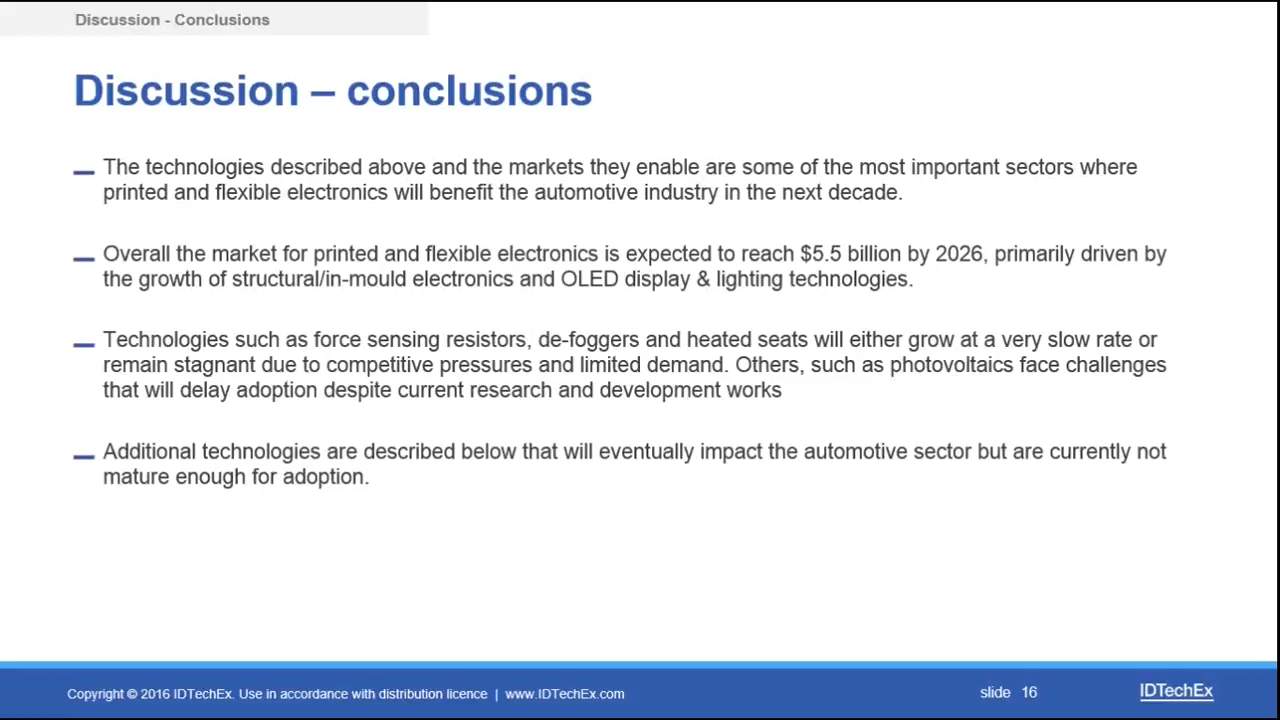 Discussion - Conclusions
Discussion – conclusions
The technologies described above and the markets they enable are some of the most important sectors where
printed and flexible electronics will benefit the automotive industry in the next decade.
Overall the market for printed and flexible electronics is expected to reach $5.5 billion by 2026, primarily driven by
the growth of structural/in-mould electronics and OLED display & lighting technologies.
Technologies such as force sensing resistors, de-foggers and heated seats will either grow at a very slow rate or
remain stagnant due to competitive pressures and limited demand. Others, such as photovoltaics face challenges
that will delay adoption despite current research and development works
Additional technologies are described below that will eventually impact the automotive sector but are currently not
mature enough for adoption.
Copyright © 2016 IDTechEx. Use in accordance with distribution licence | www.IDTechEx.com
slide 16
IDTechEx